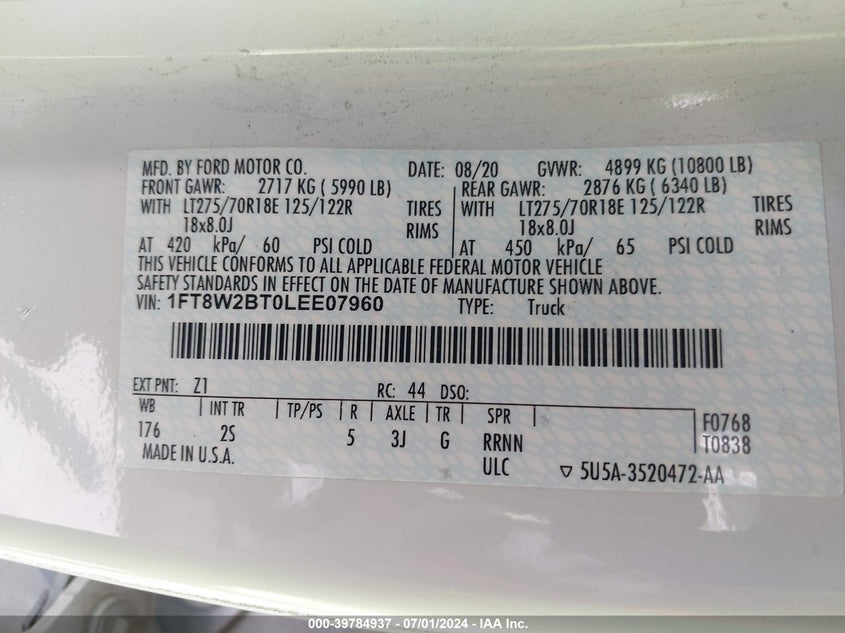 MFD. BY FORD MOTOR CO. DATE: 08/20 GVWR: 4899 KG (10800 LB)
FRONT GAWR: 2717 KG ( 5990 LB) REAR GAWR: 2876 KG ( 6340 LB)
WITH LT275/70R18E 125/122R TIRES WITH LT275/70R18E 125/122R TIRES
18x8.0J RIMS 18x8.0J RIMS
AT 420 kPa/ 60 PSI COLD AT 450 kPa/ 65 PSI COLD
THIS VEHICLE CONFORMS TO ALL APPLICABLE FEDERAL MOTOR VEHICLE
SAFETY STANDARDS IN EFFECT ON THE DATE OF MANUFACTURE SHOWN ABOVE.
VIN: 1FT8W2BT0LEE07960 TYPE: Truck
EXT PNT: Z1 RC: 44 DSO:
WB INT TR TP/PS R AXLE TR SPR F0768
176 2S 5 3J G RRNN T0838
MADE IN U.S.A. ULC 5U5A-3520472-AA
000-39784937 - 07/01/2024 - IAA Inc.